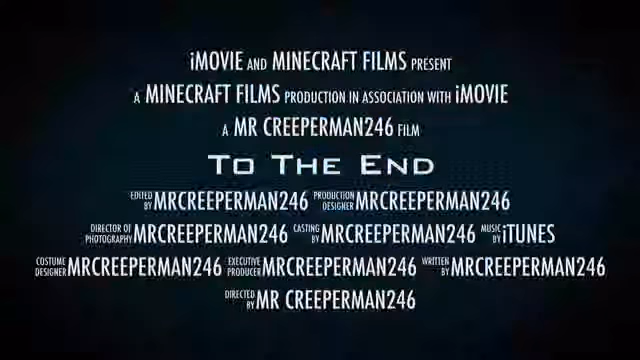 iMOVIE AND MINECRAFT FILMS PRESENT
A MINECRAFT FILMS PRODUCTION IN ASSOCIATION WITH iMOVIE
A MR CREEPERMAN246 FILM
TO THE END
EDITED BY MRCREEPERMAN246 PRODUCTION DESIGNER MRCREEPERMAN246
DIRECTOR OF PHOTOGRAPHY MRCREEPERMAN246 CASTING BY MRCREEPERMAN246 MUSIC BY iTUNES
COSTUME DESIGNER MRCREEPERMAN246 EXECUTIVE PRODUCER MRCREEPERMAN246 WRITTEN BY MRCREEPERMAN246
DIRECTED BY MR CREEPERMAN246